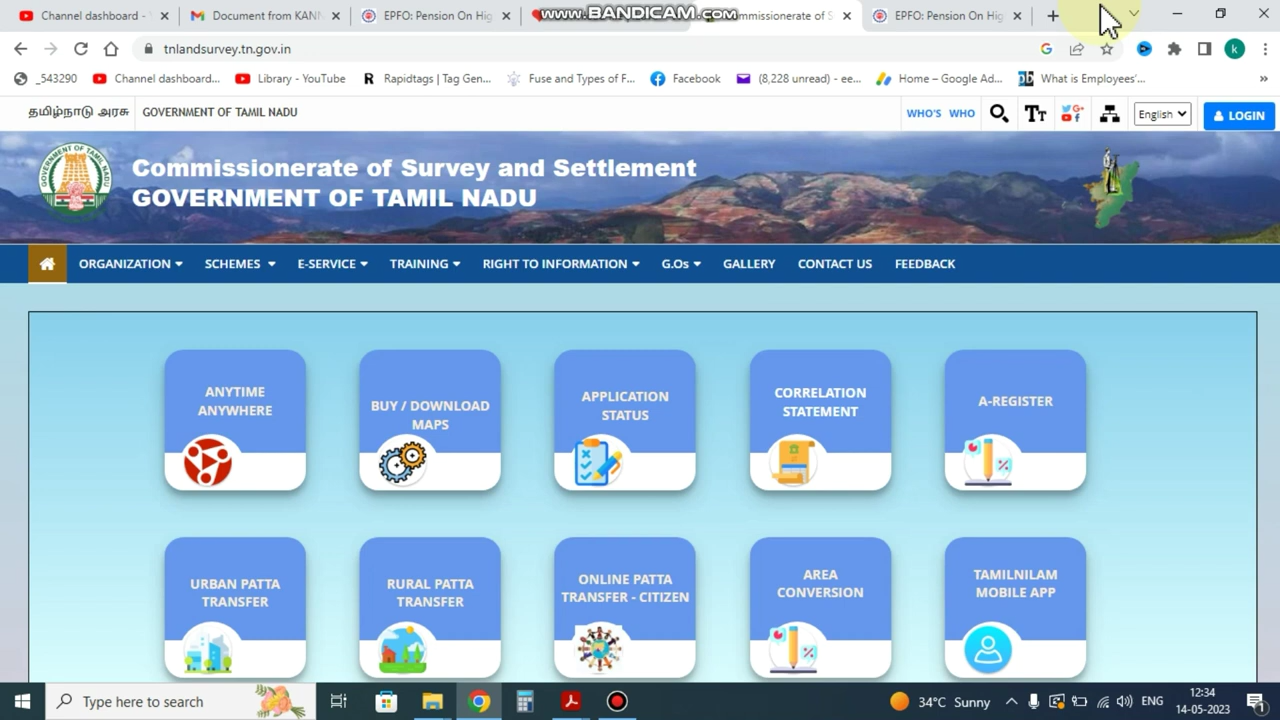 Channel dashboard -
Document from KANN
EPFO: Pension On Hig
www.BANDICAM.com
mmissionerate of S
EPFO: Pension On Hig
tnlandsurvey.tn.gov.in
k
_543290
Channel dashboard...
Library - YouTube
Rapidtags | Tag Gen...
Fuse and Types of F...
Facebook
(8,228 unread) - ee...
Home – Google Ad...
What is Employees'...
»
தமிழ்நாடு அரசு
GOVERNMENT OF TAMIL NADU
WHO'S WHO
English
LOGIN
Commissionerate of Survey and Settlement
GOVERNMENT OF TAMIL NADU
ORGANIZATION
SCHEMES
E-SERVICE
TRAINING
RIGHT TO INFORMATION
G.Os
GALLERY
CONTACT US
FEEDBACK
ANYTIME
ANYWHERE
BUY / DOWNLOAD
MAPS
APPLICATION
STATUS
CORRELATION
STATEMENT
A-REGISTER
URBAN PATTA
TRANSFER
RURAL PATTA
TRANSFER
ONLINE PATTA
TRANSFER - CITIZEN
AREA
CONVERSION
TAMILNILAM
MOBILE APP
Type here to search
34°C Sunny
ENG
12:34
14-05-2023
1